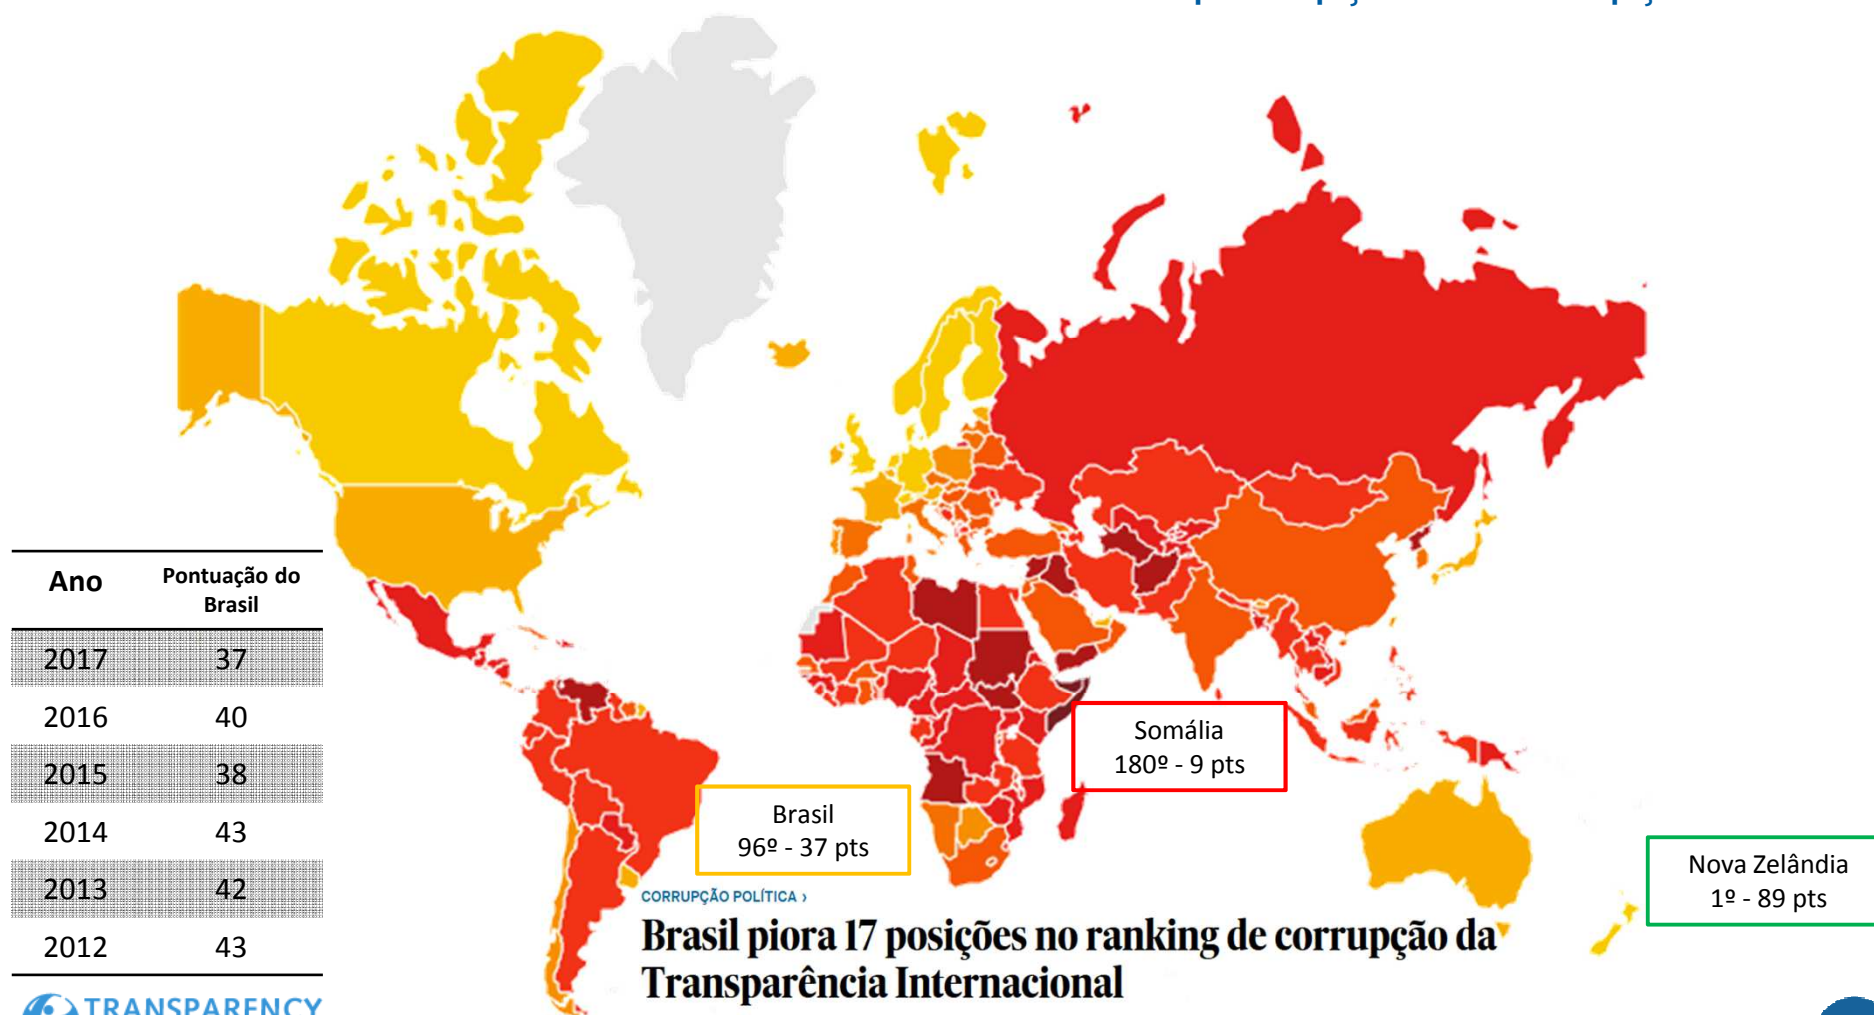 Ano Pontuação do
Brasil
2017 37
2016 40
2015 38
2014 43
2013 42
2012 43
TRANSPARENCY
Somália
180º - 9 pts
Brasil
96º - 37 pts
Nova Zelândia
1º - 89 pts
CORRUPÇÃO POLÍTICA ›
Brasil piora 17 posições no ranking de corrupção da
Transparência Internacional